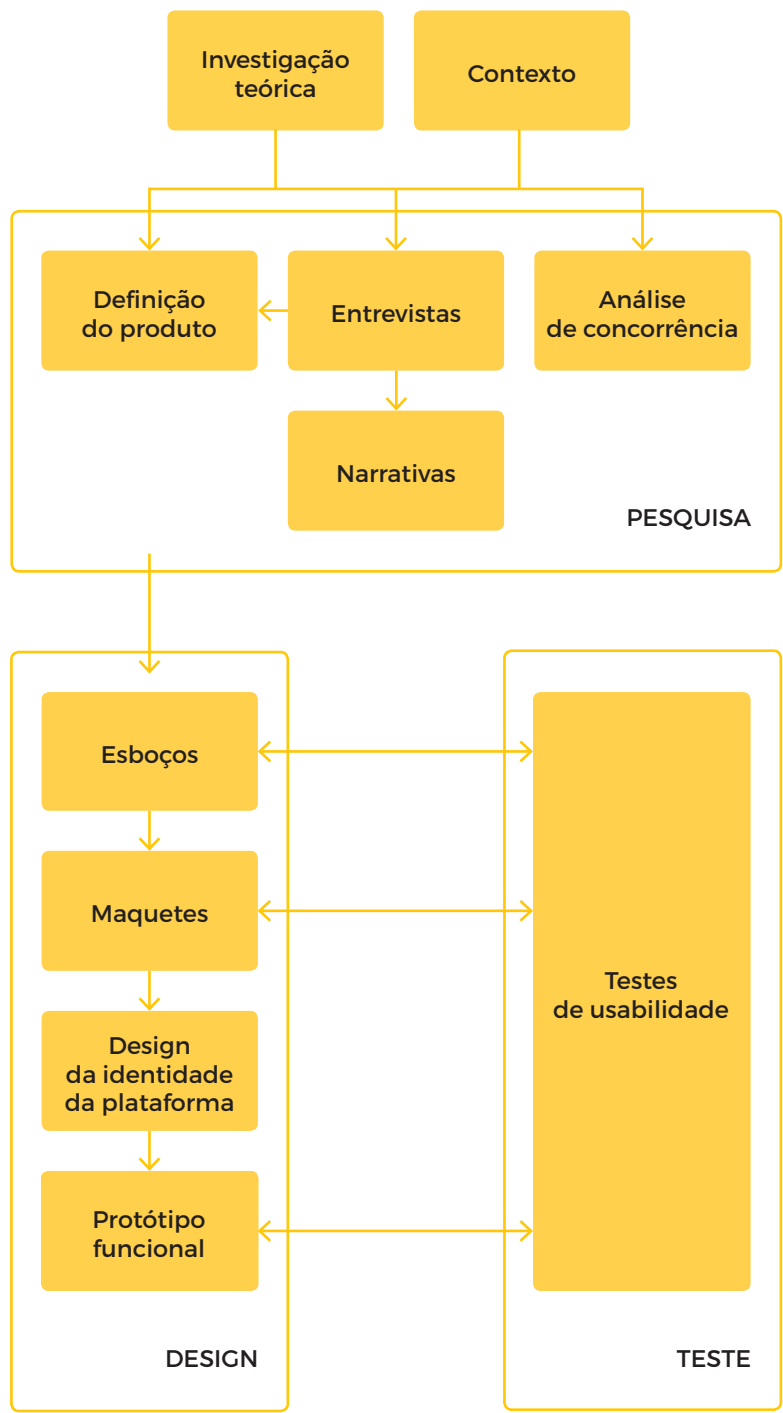 Investigação
teórica
Contexto
Definição
do produto
Entrevistas
Análise
de concorrência
Narrativas
PESQUISA
Esboços
Maquetes
Design
da identidade
da plataforma
Protótipo
funcional
DESIGN
Testes
de usabilidade
TESTE